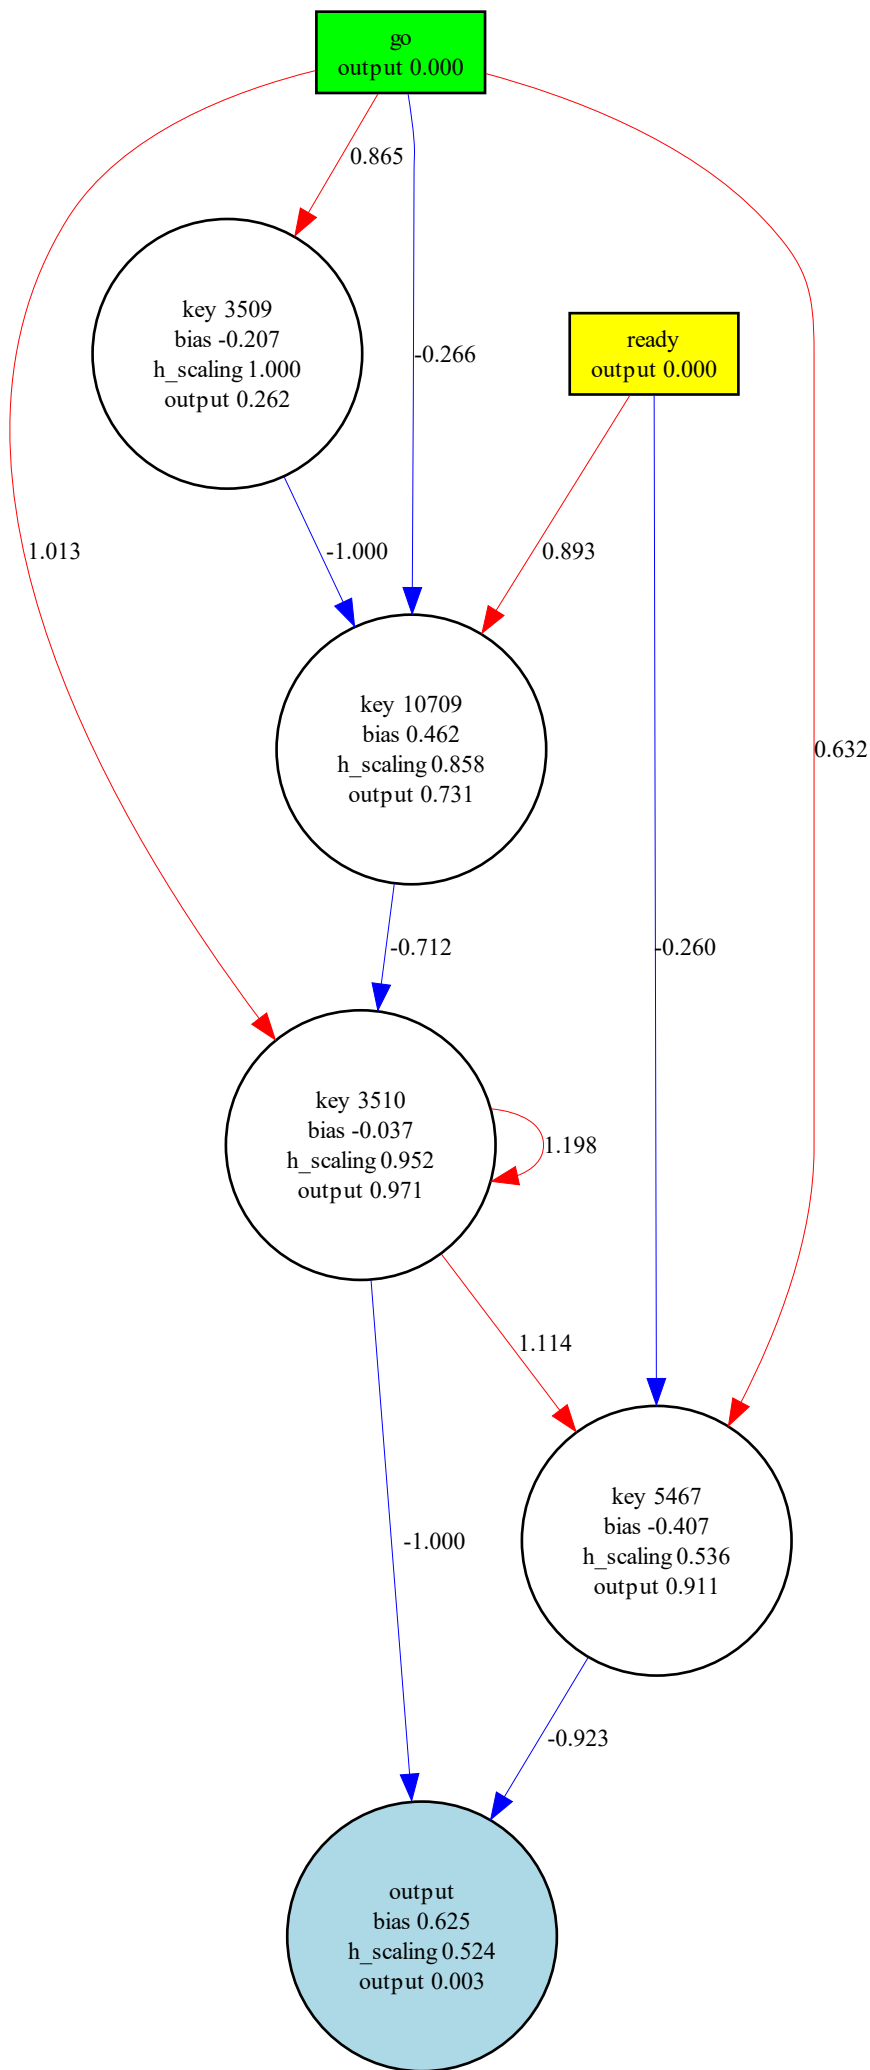 go
output 0.000
0.865
key 3509
bias -0.207
h_scaling 1.000
output 0.262
-0.266
ready
output 0.000
1.013
-1.000
0.893
key 10709
bias 0.462
h_scaling 0.858
output 0.731
0.632
-0.712
-0.260
key 3510
bias -0.037
h_scaling 0.952
output 0.971
1.198
1.114
key 5467
bias -0.407
h_scaling 0.536
output 0.911
-1.000
-0.923
output
bias 0.625
h_scaling 0.524
output 0.003